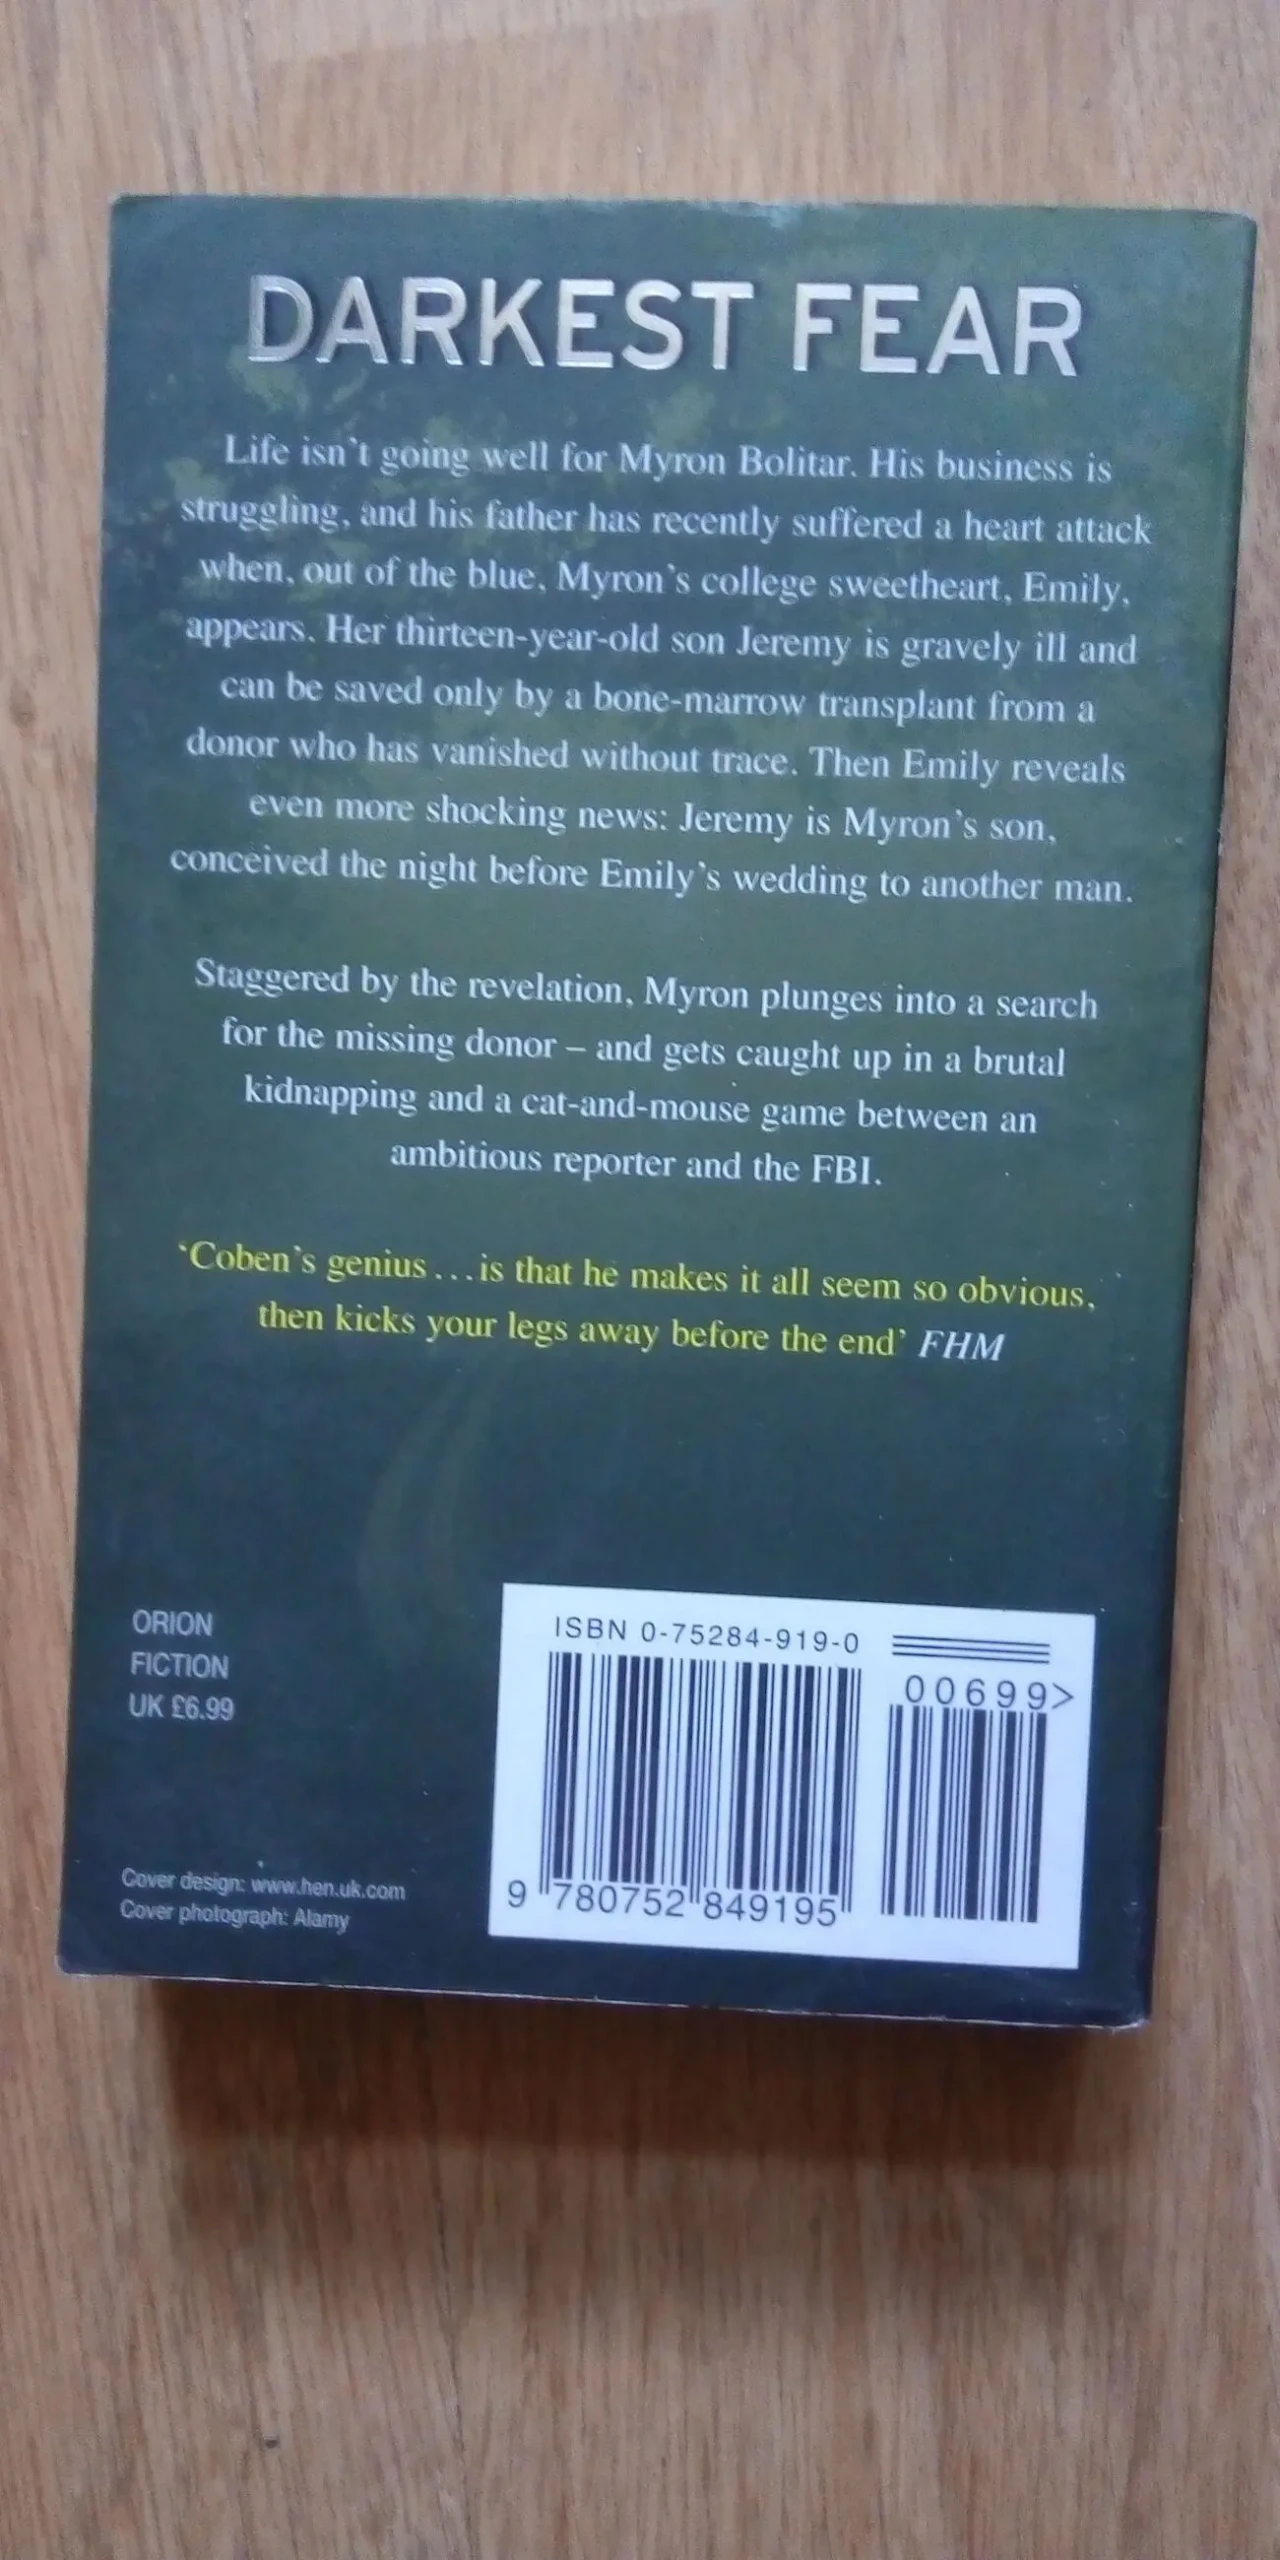 DARKEST FEAR
Life isn't going well for Myron Bolitar. His business is
struggling, and his father has recently suffered a heart attack
when, out of the blue, Myron's college sweetheart, Emily,
appears. Her thirteen-year-old son Jeremy is gravely ill and
can be saved only by a bone-marrow transplant from a
donor who has vanished without trace. Then Emily reveals
even more shocking news: Jeremy is Myron's son,
conceived the night before Emily's wedding to another man.
Staggered by the revelation, Myron plunges into a search
for the missing donor – and gets caught up in a brutal
kidnapping and a cat-and-mouse game between an
ambitious reporter and the FBI.
‘Coben's genius...is that he makes it all seem so obvious,
then kicks your legs away before the end’ FHM
ORION
FICTION
UK £6.99
Cover design: www.hen.uk.com
Cover photograph: Alamy
ISBN 0-75284-919-0
00699>
9 780752 849195